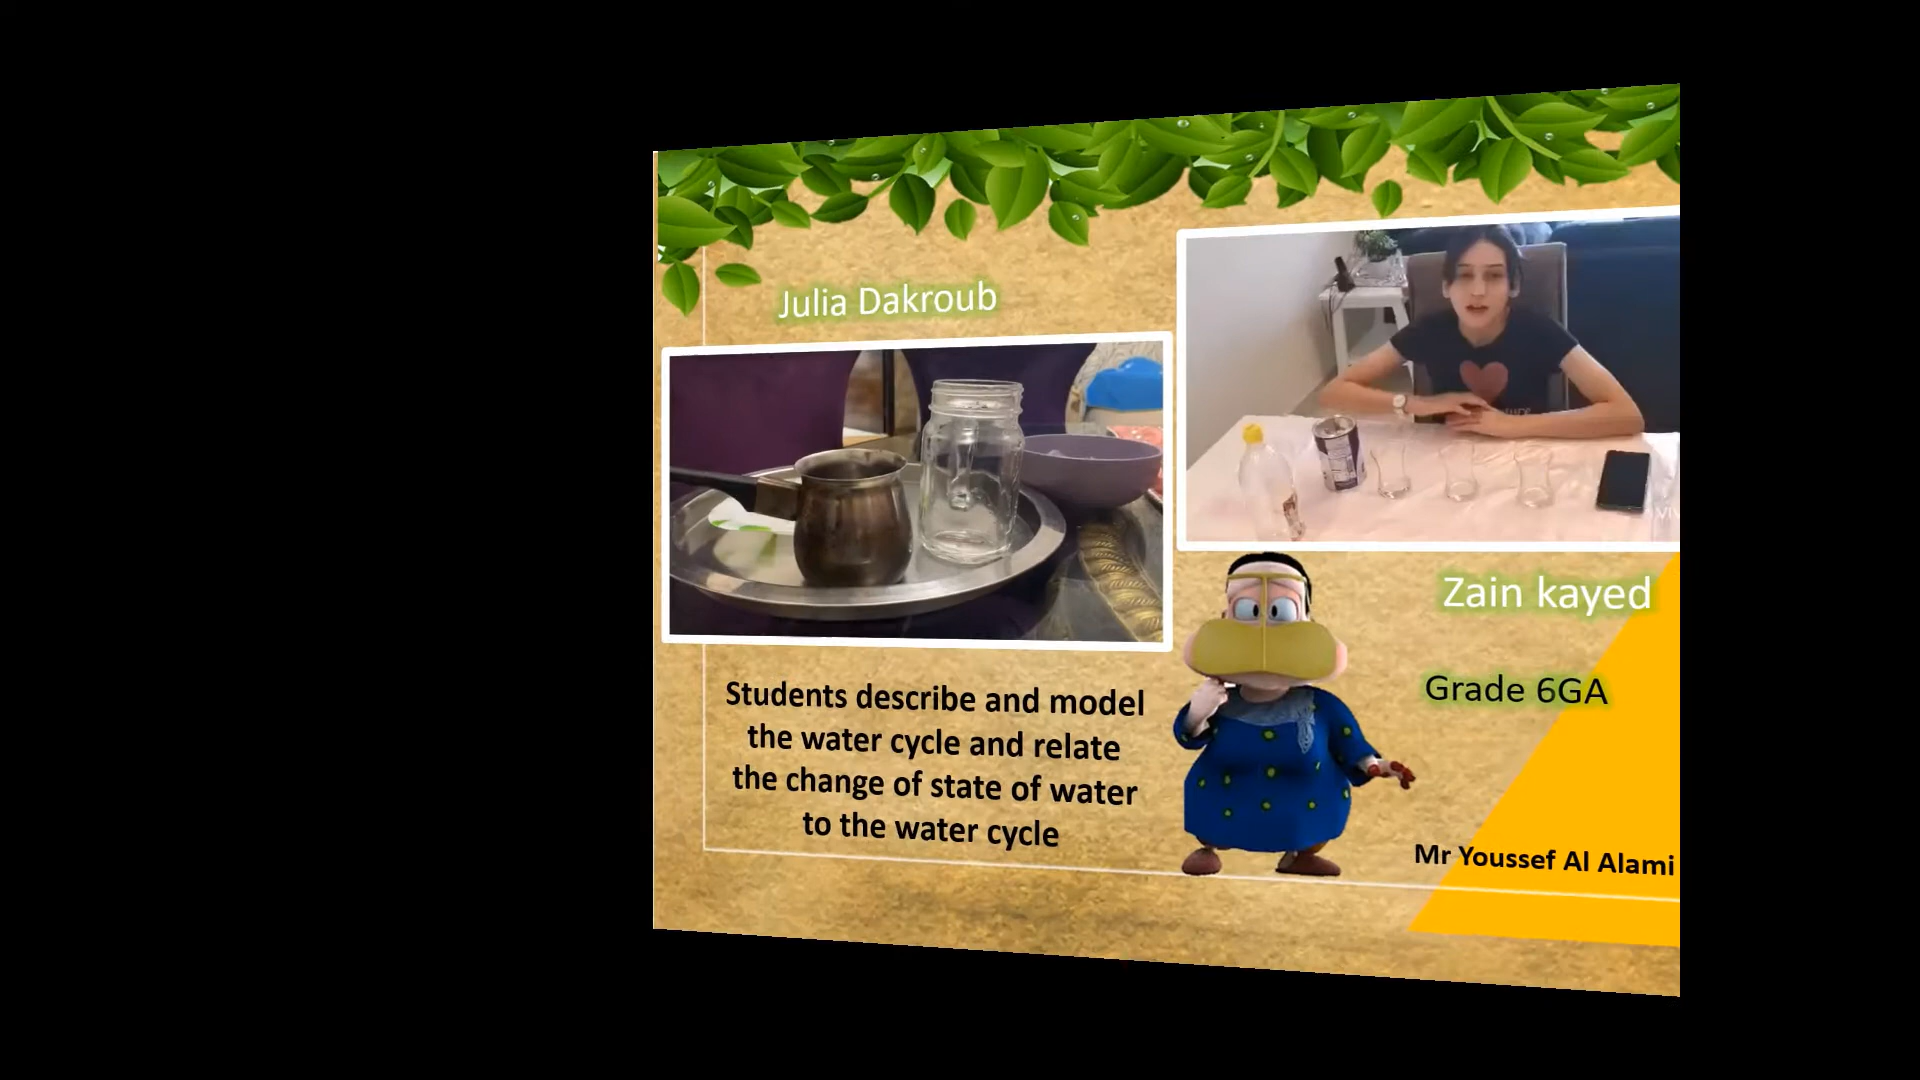 Julia Dakroub
Students describe and model
the water cycle and relate
the change of state of water
to the water cycle
Zain kayed
Grade 6GA
Mr Youssef Al Alami